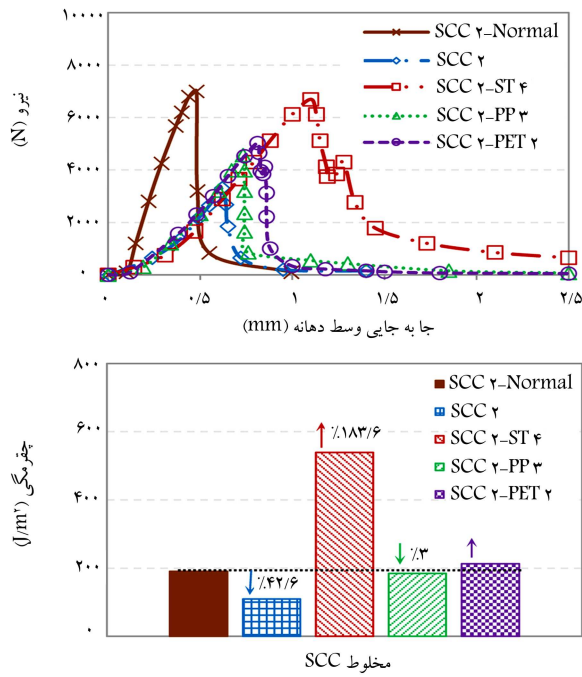 ۱۰۰۰۰
۸۰۰۰
۶۰۰۰
۴۰۰۰
۲۰۰۰
۰
نیرو (N)
SCC ۲-Normal
SCC ۲
SCC ۲-ST ۴
SCC ۲-PP ۳
SCC ۲-PET ۲
۰ ۰/۵ ۱ ۱/۵ ۲ ۲/۵
جا به جایی وسط دهانه (mm)
۸۰۰
۶۰۰
۴۰۰
۲۰۰
۰
چقرمگی (J/m²)
SCC ۲-Normal
SCC ۲
SCC ۲-ST ۴
SCC ۲-PP ۳
SCC ۲-PET ۲
٪۱۸۳/۶
٪۳
٪۴۲/۶
مخلوط SCC